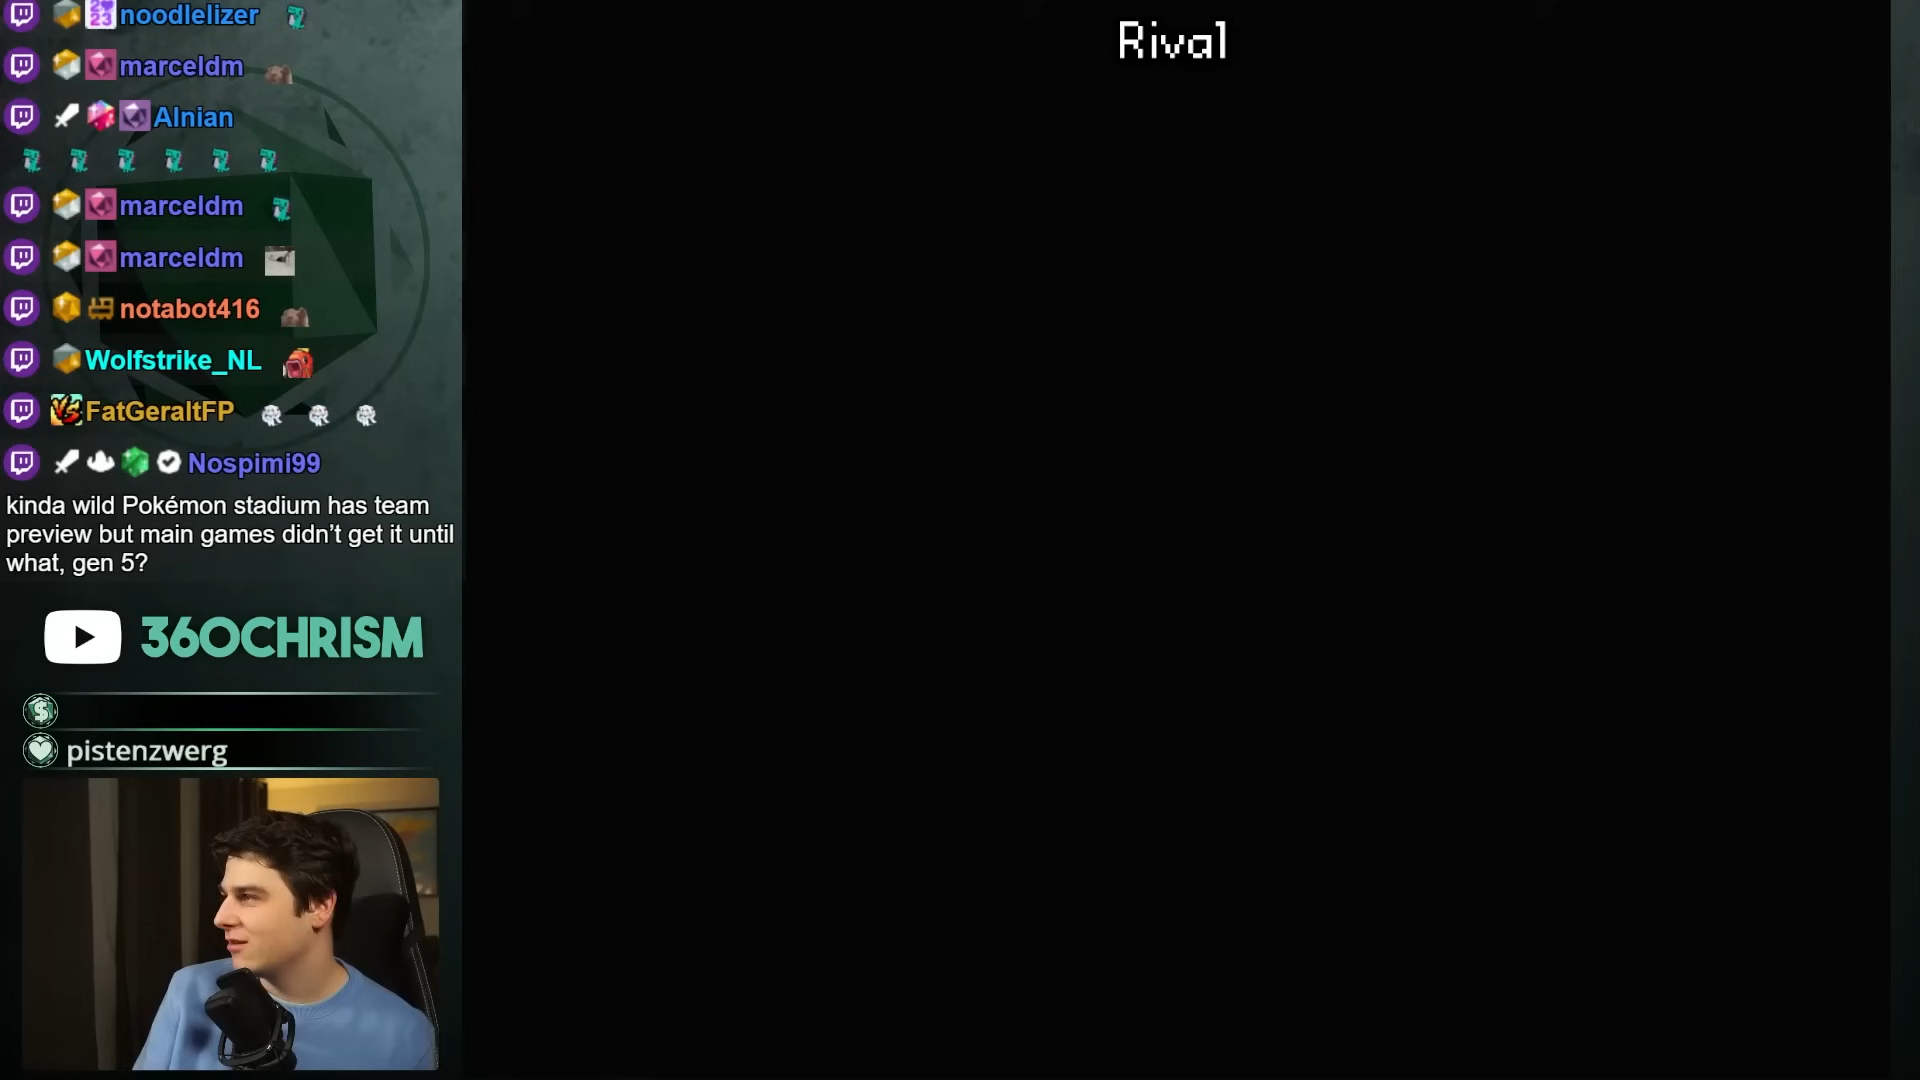 noodlelizer
marceldm
Alnian
marceldm
marceldm
notabot416
Wolfstrike_NL
FatGeraltFP
Nospimi99
kinda wild Pokémon stadium has team
preview but main games didn’t get it until
what, gen 5?
360CHRISM
pistenzwerg
Rival